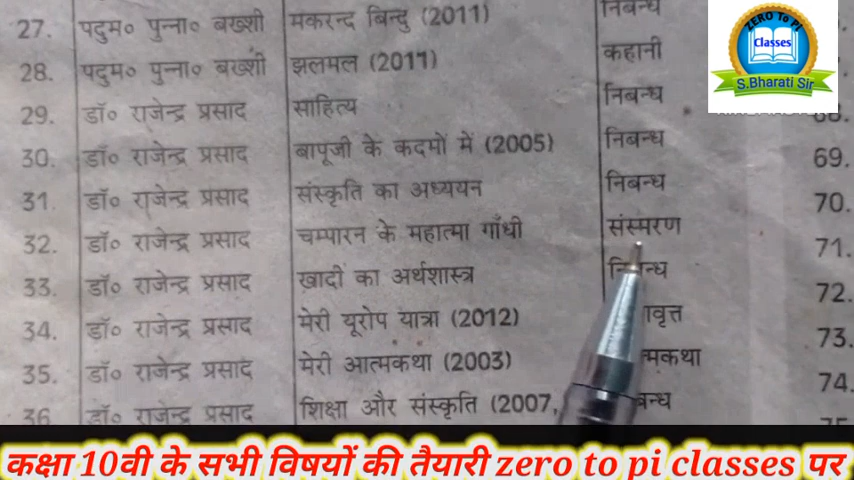 27. पदुम० पुन्ना० बख्शी मकरन्द बिन्दु (2011) निबन्ध
28. पदुम० पुन्ना० बख्शी झलमल (2011) कहानी
29. डॉ० राजेन्द्र प्रसाद साहित्य निबन्ध 68.
30. डॉ० राजेन्द्र प्रसाद बापूजी के कदमों में (2005) निबन्ध 69.
31. डॉ० राजेन्द्र प्रसाद संस्कृति का अध्ययन निबन्ध 70.
32. डॉ० राजेन्द्र प्रसाद चम्पारन के महात्मा गाँधी संस्मरण 71.
33. डॉ० राजेन्द्र प्रसाद खादी का अर्थशास्त्र 72.
34. डॉ० राजेन्द्र प्रसाद मेरी यूरोप यात्रा (2012) 73.
35. डॉ० राजेन्द्र प्रसाद मेरी आत्मकथा (2003) 74.
36 डॉ० राजेन्द्र प्रसाद शिक्षा और संस्कृति (2007,
ZERO To PI
Classes
S.Bharati Sir
कक्षा 10वी के सभी विषयों की तैयारी zero to pi classes पर